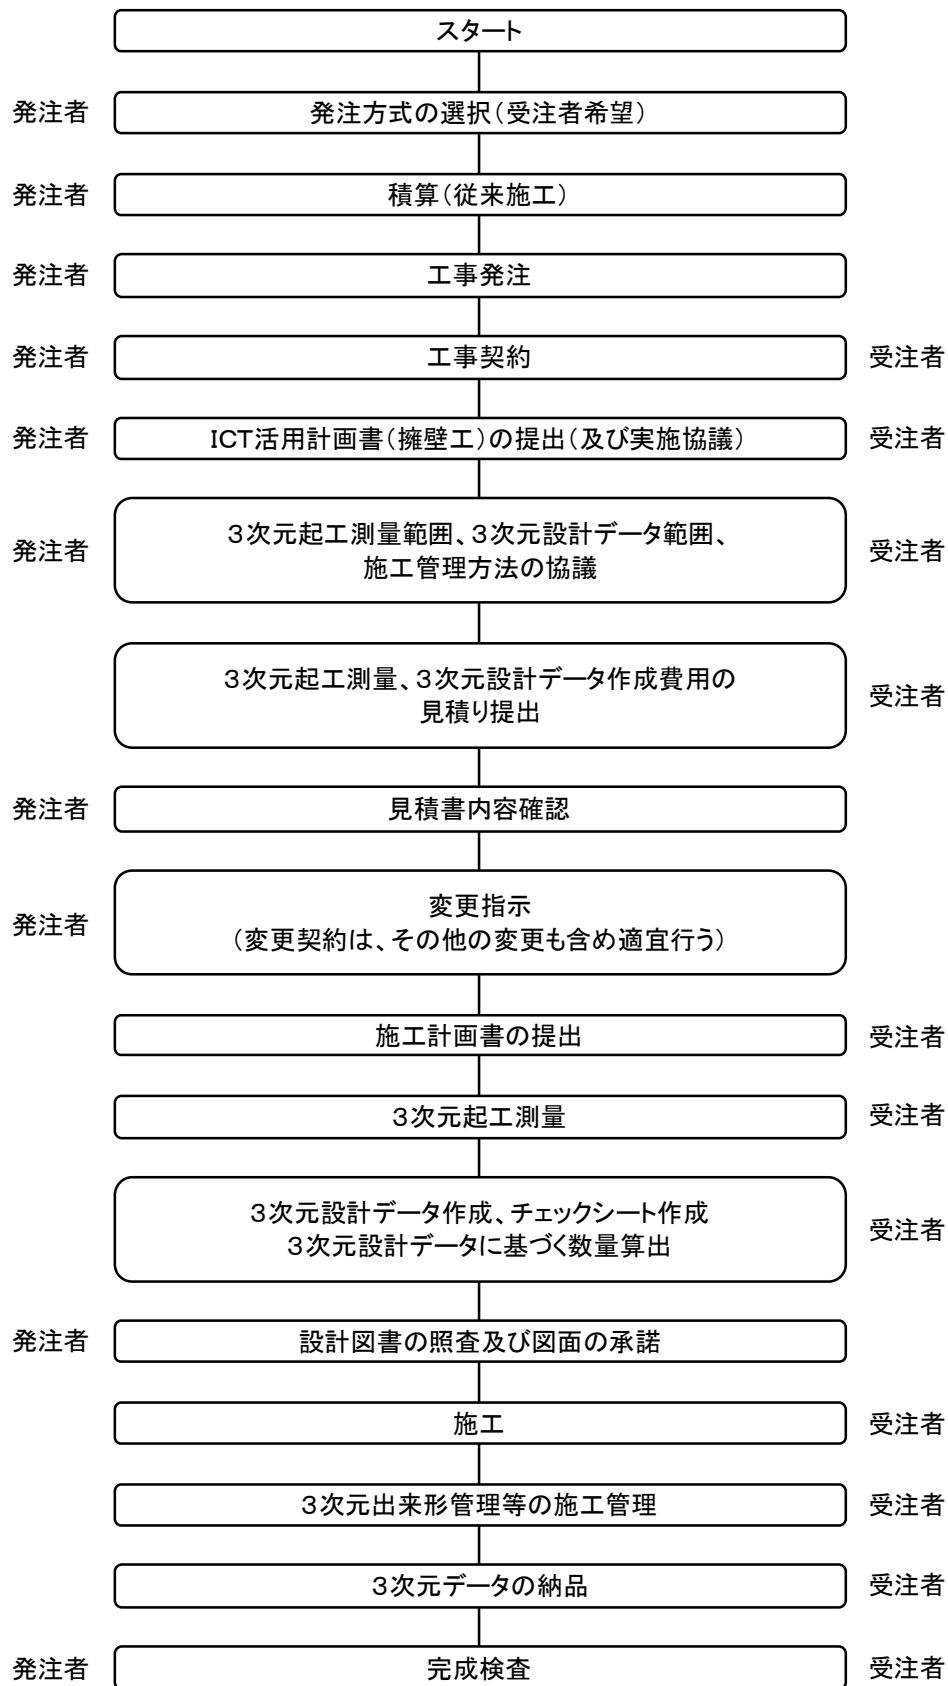 スタート
発注者 発注方式の選択（受注者希望）
発注者 積算（従来施工）
発注者 工事発注
発注者 工事契約 受注者
発注者 ICT活用計画書（擁壁工）の提出（及び実施協議） 受注者
３次元起工測量範囲、３次元設計データ範囲、
発注者 受注者
施工管理方法の協議
３次元起工測量、３次元設計データ作成費用の
受注者
見積り提出
発注者 見積書内容確認
変更指示
発注者
（変更契約は、その他の変更も含め適宜行う）
施工計画書の提出 受注者
３次元起工測量 受注者
３次元設計データ作成、チェックシート作成
受注者
３次元設計データに基づく数量算出
発注者 設計図書の照査及び図面の承諾
施工 受注者
３次元出来形管理等の施工管理 受注者
３次元データの納品 受注者
発注者 完成検査 受注者